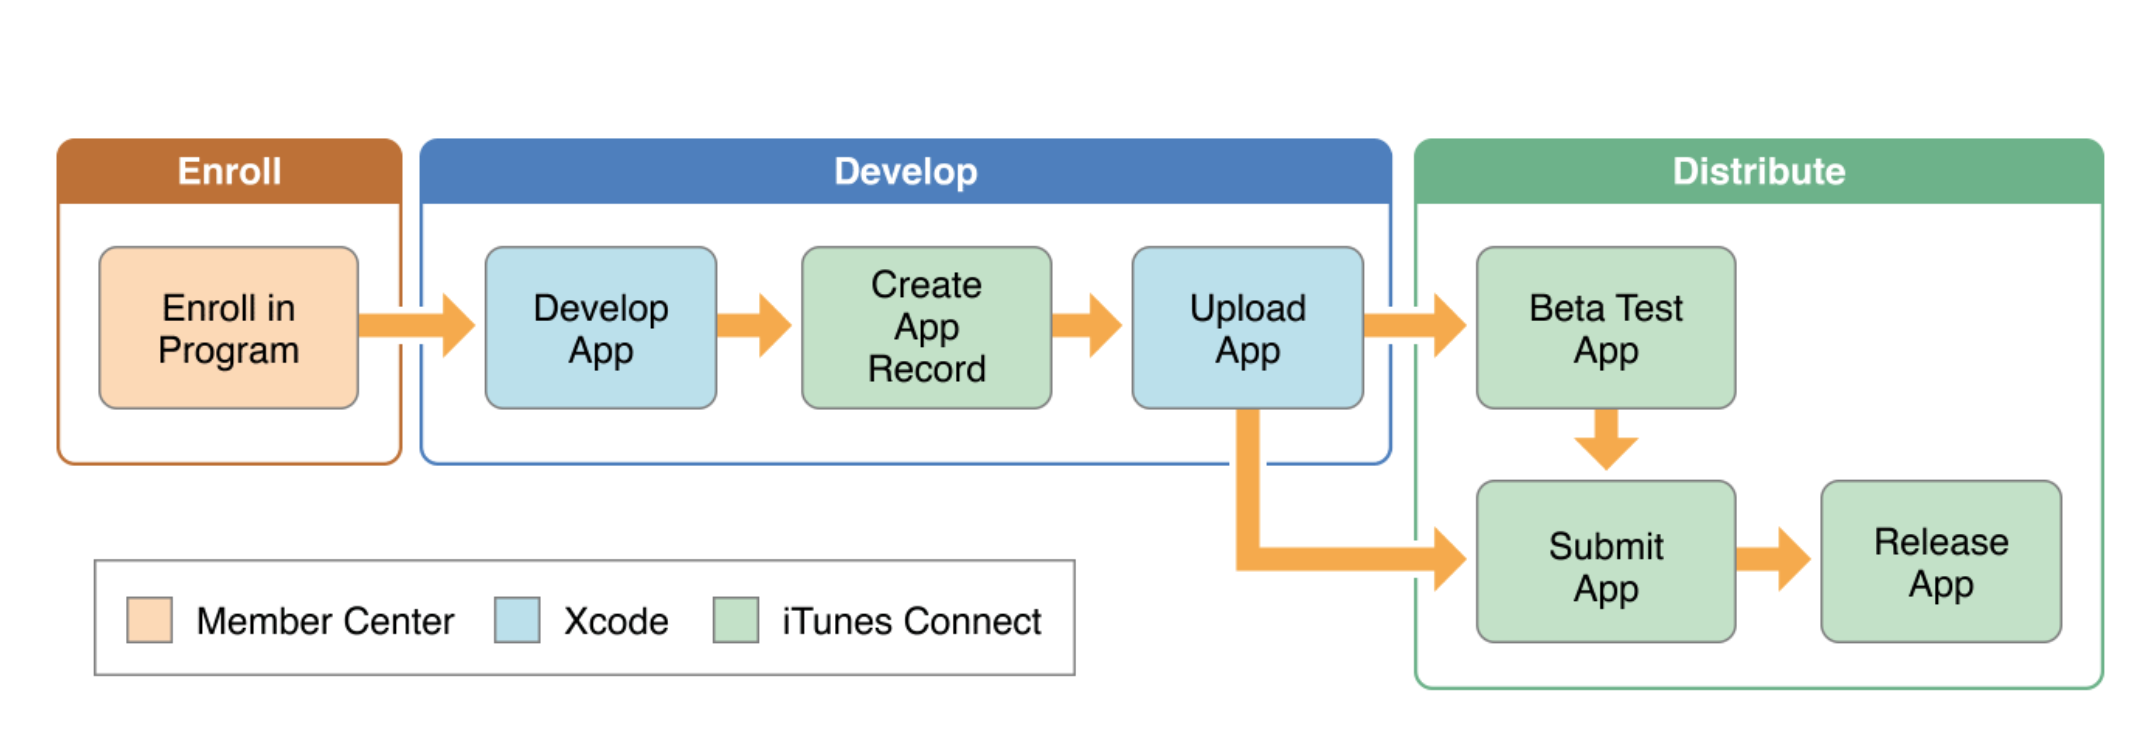 Enroll
Develop
Distribute
Enroll in
Program
Develop
App
Create
App
Record
Upload
App
Beta Test
App
Submit
App
Release
App
Member Center
Xcode
iTunes Connect